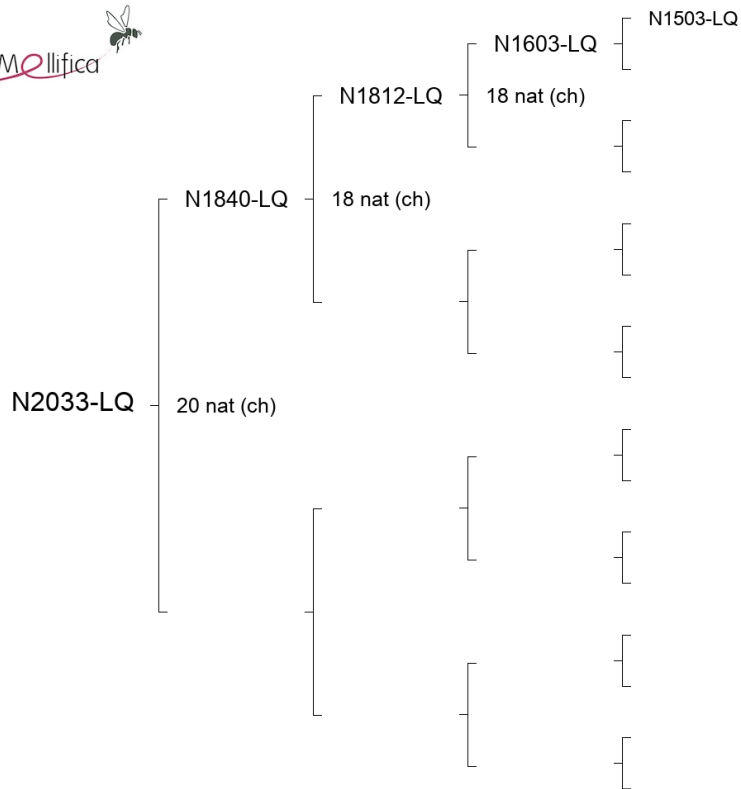 Mellifica
N1503-LQ
N1603-LQ
N1812-LQ
18 nat (ch)
N1840-LQ
18 nat (ch)
N2033-LQ
20 nat (ch)